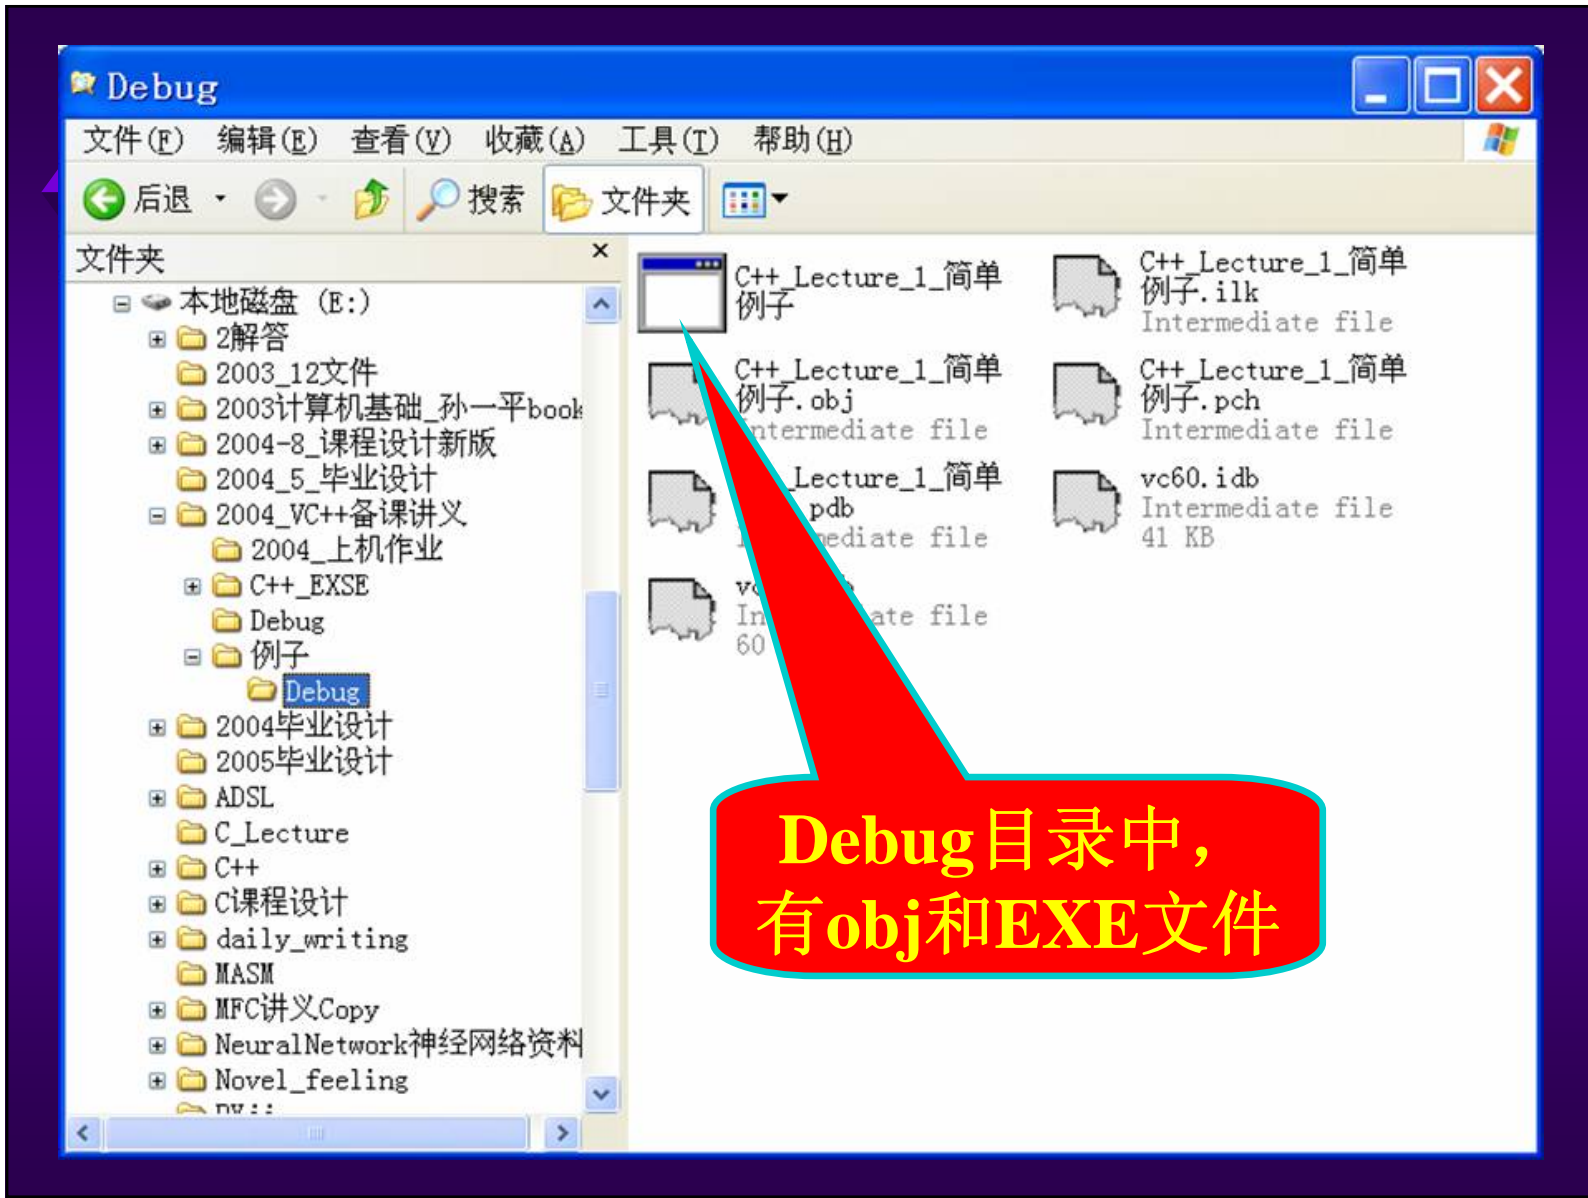 Debug
文件(F) 编辑(E) 查看(V) 收藏(A) 工具(T) 帮助(H)
后退 搜索 文件夹
文件夹
本地磁盘 (E:)
2解答
2003_12文件
2003计算机基础_孙一平book
2004-8_课程设计新版
2004_5_毕业设计
2004_VC++备课讲义
2004_上机作业
C++_EXSE
Debug
例子
Debug
2004毕业设计
2005毕业设计
ADSL
C_Lecture
C++
C课程设计
daily_writing
MASM
MFC讲义Copy
NeuralNetwork神经网络资料
Novel_feeling
C++_Lecture_1_简单
例子
C++_Lecture_1_简单
例子.ilk
Intermediate file
C++_Lecture_1_简单
例子.obj
Intermediate file
C++_Lecture_1_简单
例子.pch
Intermediate file
_Lecture_1_简单
.pdb
file
vc60.idb
Intermediate file
41 KB
file
60
Debug目录中，
有obj和EXE文件